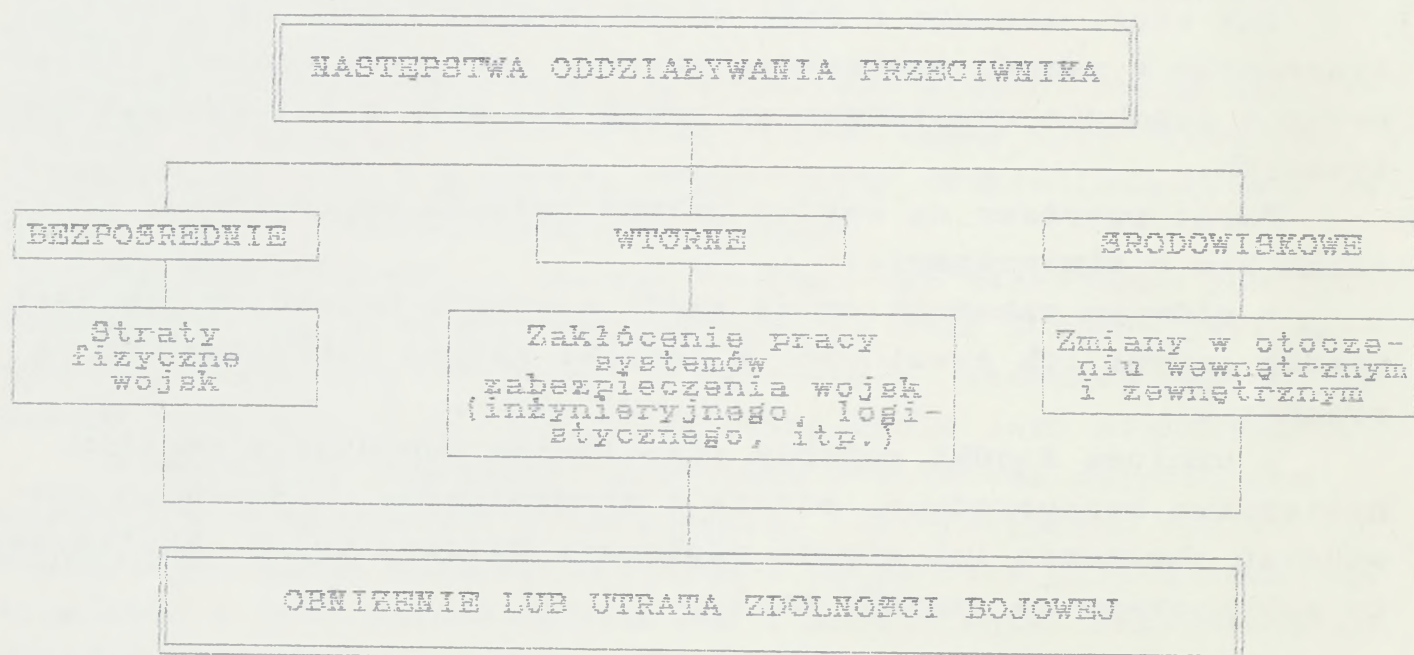 NASTĘPSTWA ODDZIAŁYWANIA PRZECIWNIKA
BEZPOŚREDNIE
WTÓRNE
ŚRODOWISKOWE
Straty
fizyczne
wojsk
Zakłócenie pracy
systemów
zabezpieczenia wojsk
(inżynieryjnego, logi-
stycznego, itp.)
Zmiany w otocze-
niu wewnętrznym
i zewnętrznym
OBNIŻENIE LUB UTRATA ZDOLNOŚCI BOJOWEJ